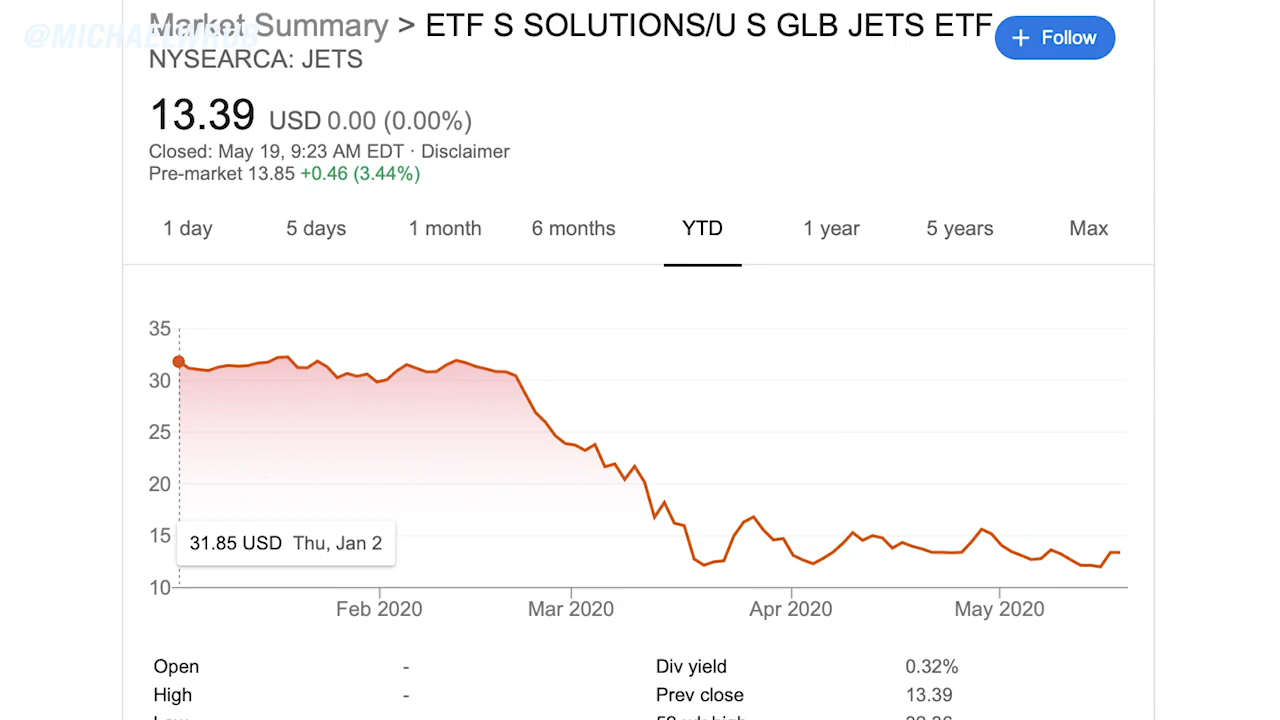 Market Summary > ETF S SOLUTIONS/U S GLB JETS ETF
NYSEARCA: JETS
+ Follow
13.39 USD 0.00 (0.00%)
Closed: May 19, 9:23 AM EDT · Disclaimer
Pre-market 13.85 +0.46 (3.44%)
1 day 5 days 1 month 6 months YTD 1 year 5 years Max
35
30
25
20
15
10
31.85 USD Thu, Jan 2
Feb 2020 Mar 2020 Apr 2020 May 2020
Open - Div yield 0.32%
High - Prev close 13.39